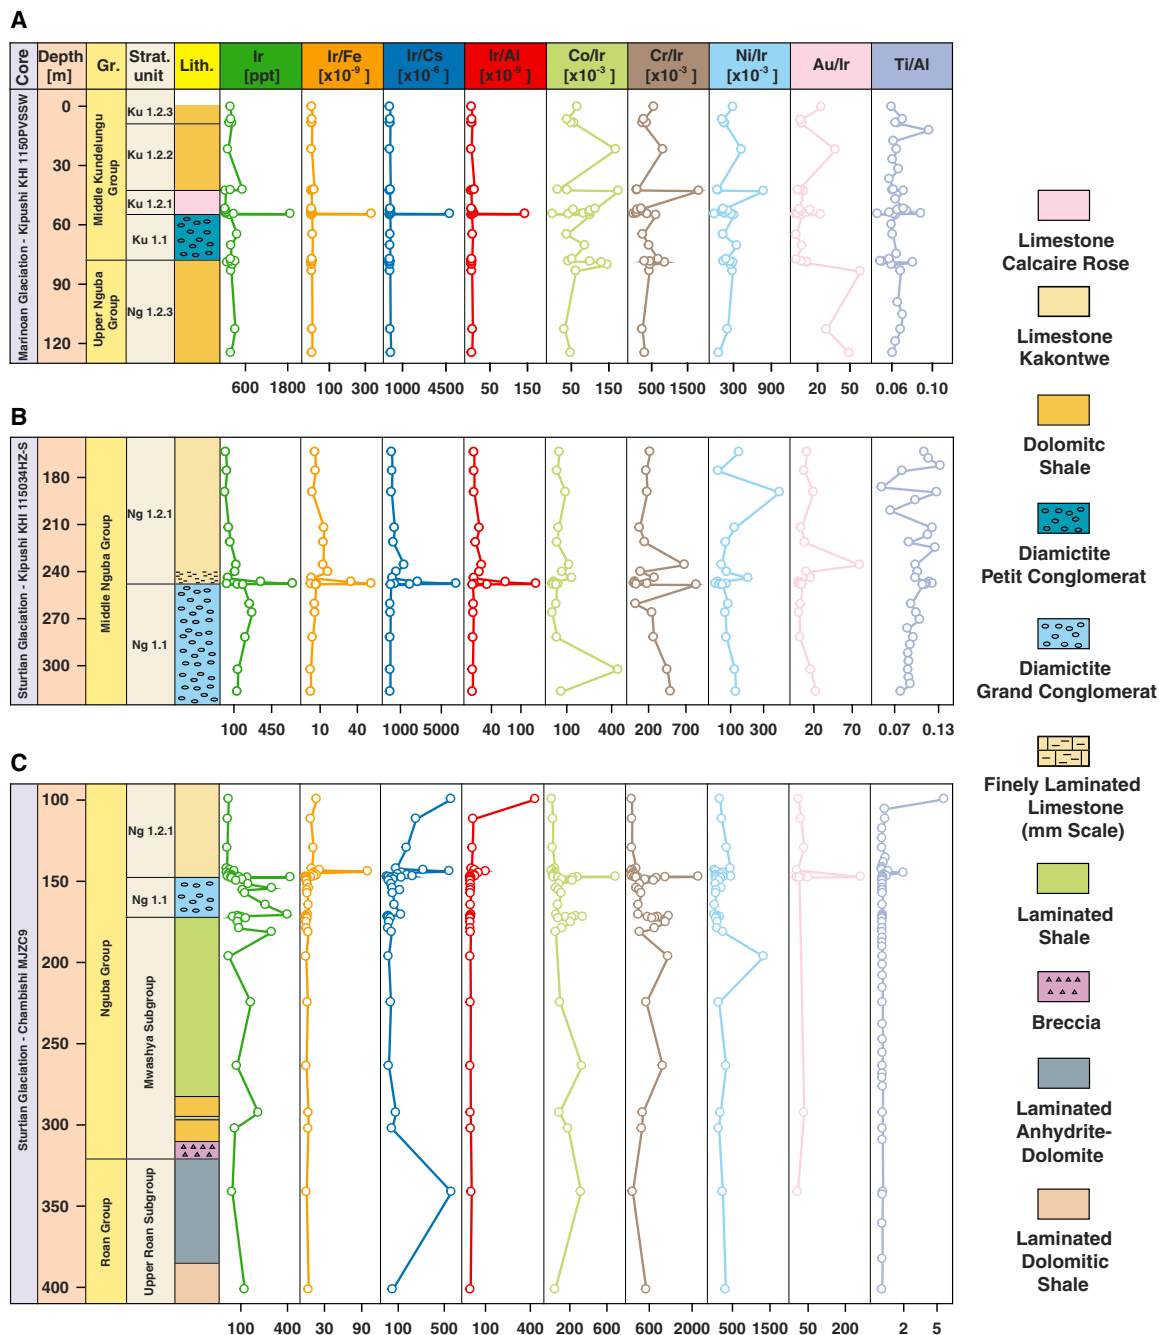 A
Core
Depth [m]
Gr.
Strat. unit
Lith.
Ir [ppt]
Ir/Fe [x10-9 ]
Ir/Cs [x10-6 ]
Ir/Al [x10-9 ]
Co/Ir [x10-3 ]
Cr/Ir [x10-3 ]
Ni/Ir [x10-3 ]
Au/Ir
Ti/Al
Marinoan Glaciation - Kipushi KHI 1150PVSSW
0
30
60
90
120
Middle Kundelungu Group
Upper Nguba Group
Ku 1.2.3
Ku 1.2.2
Ku 1.2.1
Ku 1.1
Ng 1.2.3
600 1800 100 300 1000 4500 50 150 50 150 500 1500 300 900 20 50 0.06 0.10
B
Sturtian Glaciation - Kipushi KHI 115034HZ-S
180
210
240
270
300
Middle Nguba Group
Ng 1.2.1
Ng 1.1
100 450 10 40 1000 5000 40 100 100 400 200 700 100 300 20 70 0.07 0.13
C
Sturtian Glaciation - Chambishi MJZC9
100
150
200
250
300
350
400
Nguba Group
Roan Group
Ng 1.2.1
Ng 1.1
Mwashya Subgroup
Upper Roan Subgroup
100 400 30 90 100 500 100 400 200 600 600 2000 500 1500 50 200 2 5
Limestone
Calcaire Rose
Limestone
Kakontwe
Dolomitc
Shale
Diamictite
Petit Conglomerat
Diamictite
Grand Conglomerat
Finely Laminated
Limestone
(mm Scale)
Laminated
Shale
Breccia
Laminated
Anhydrite-
Dolomite
Laminated
Dolomitic
Shale